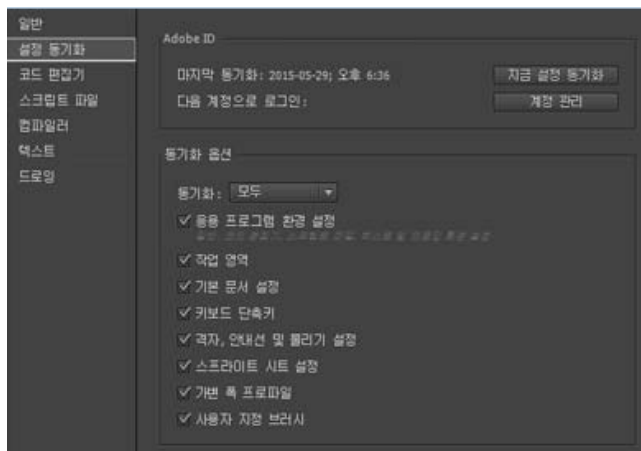 일반
설정 동기화
코드 편집기
스크립트 파일
컴파일러
텍스트
드로잉
Adobe ID
마지막 동기화: 2015-05-29; 오후 6:36
지금 설정 동기화
다음 계정으로 로그인:
계정 관리
동기화 옵션
동기화: 모두
응용 프로그램 환경 설정
작업 영역
기본 문서 설정
키보드 단축키
격자, 안내선 및 물리기 설정
스프라이트 시트 설정
가변 폭 프로파일
사용자 지정 브러시